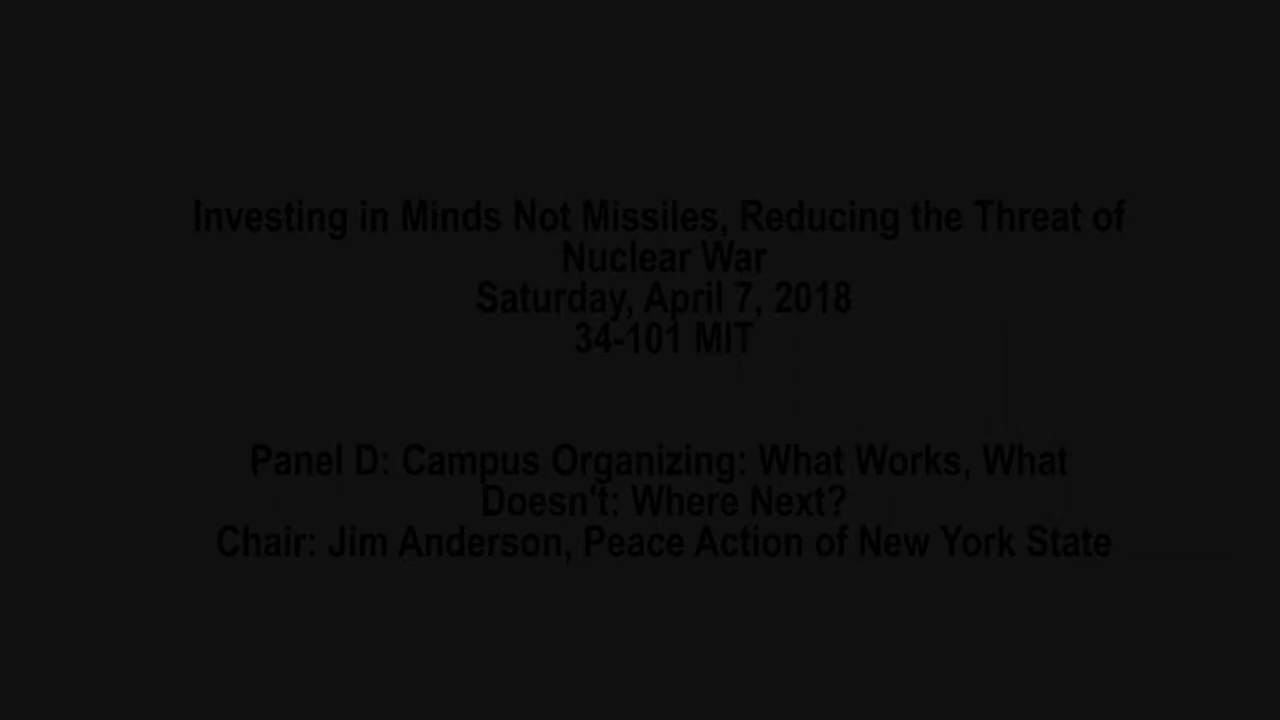 Investing in Minds Not Missiles, Reducing the Threat of
Nuclear War
Saturday, April 7, 2018
34-101 MIT
Panel D: Campus Organizing: What Works, What
Doesn't: Where Next?
Chair: Jim Anderson, Peace Action of New York State